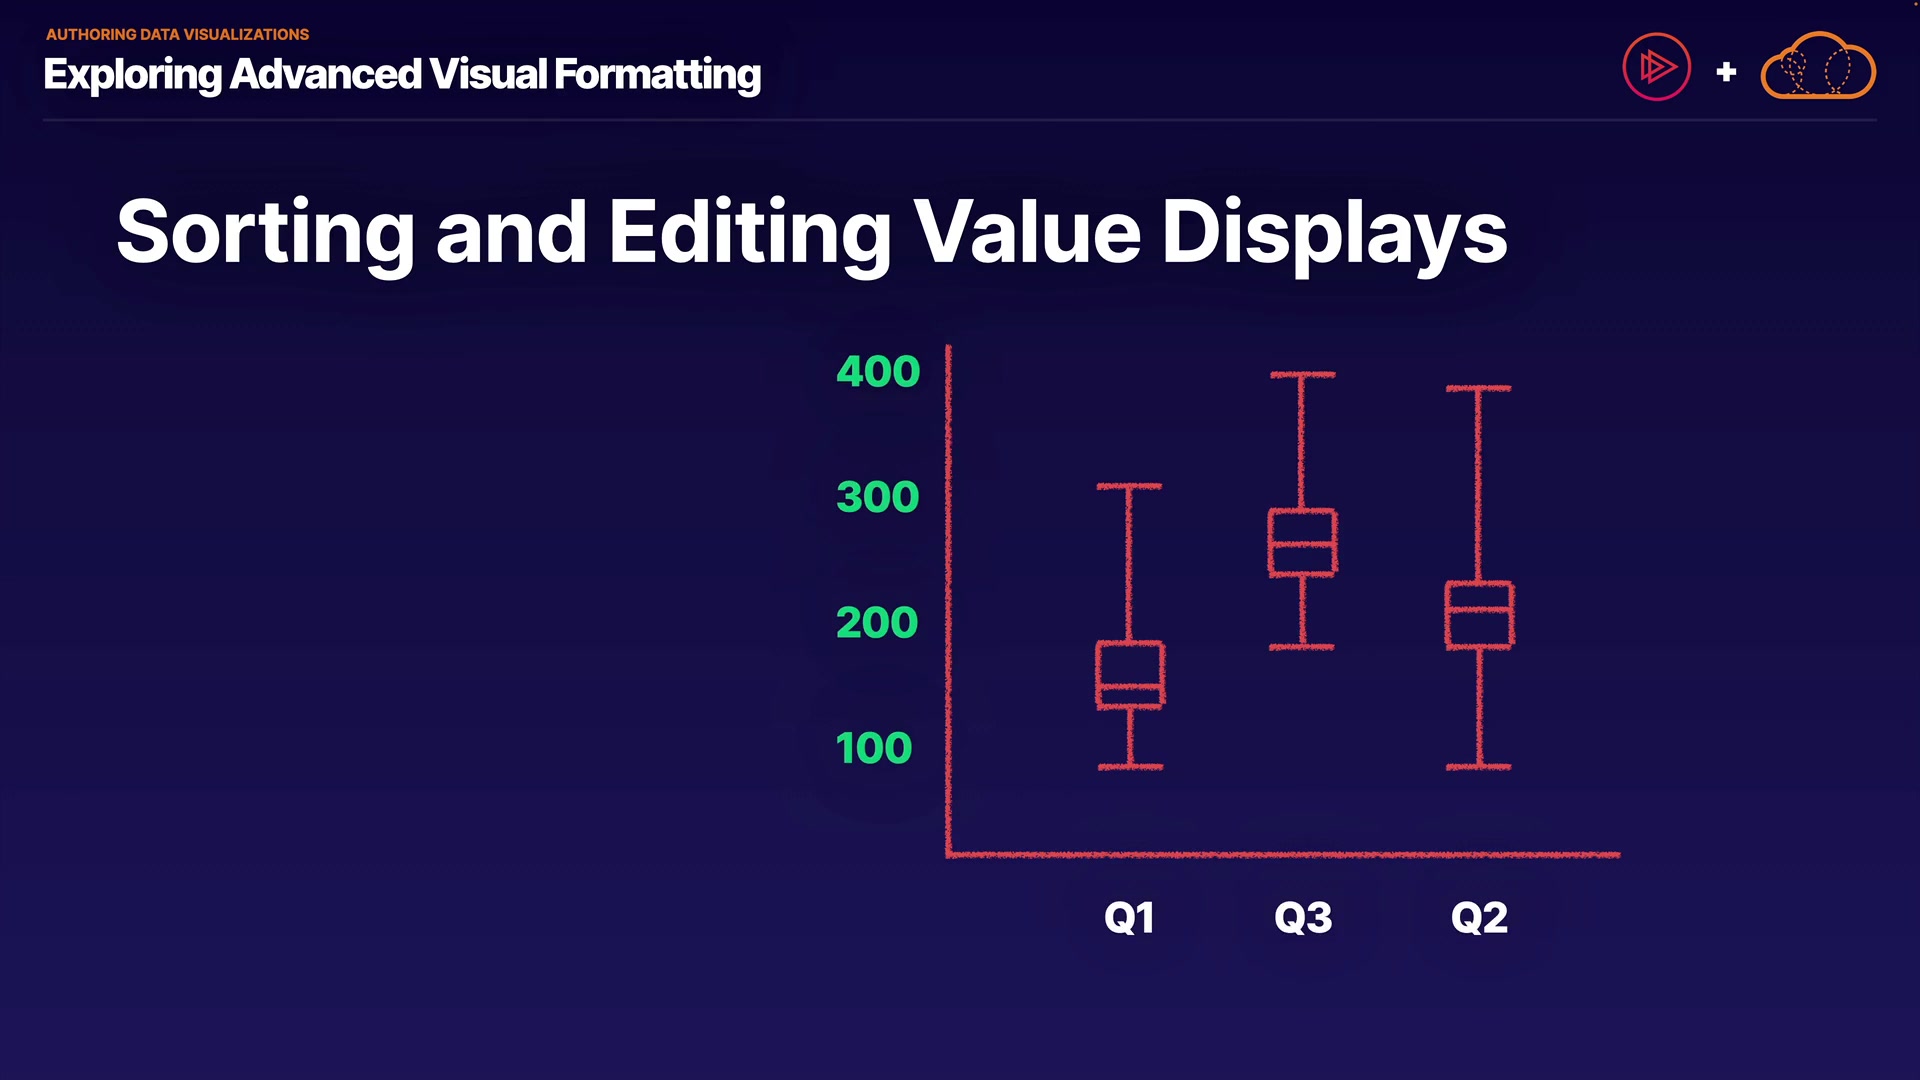 AUTHORING DATA VISUALIZATIONS
Exploring Advanced Visual Formatting
+
Sorting and Editing Value Displays
400
300
200
100
Q1 Q3 Q2